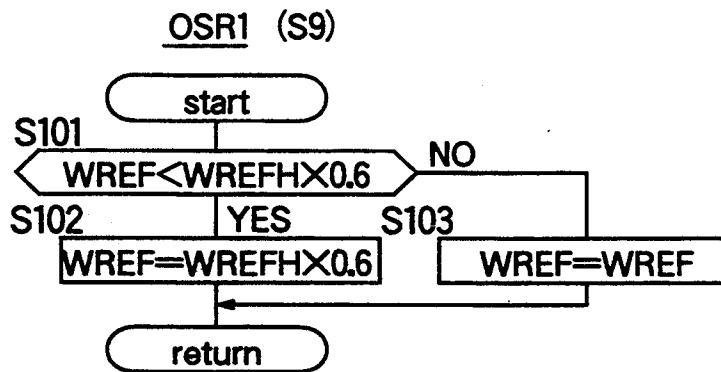 OSR1 (S9)
start
S101
WREF<WREFH×0.6
NO
S102
YES
S103
WREF=WREFH×0.6
WREF=WREF
return